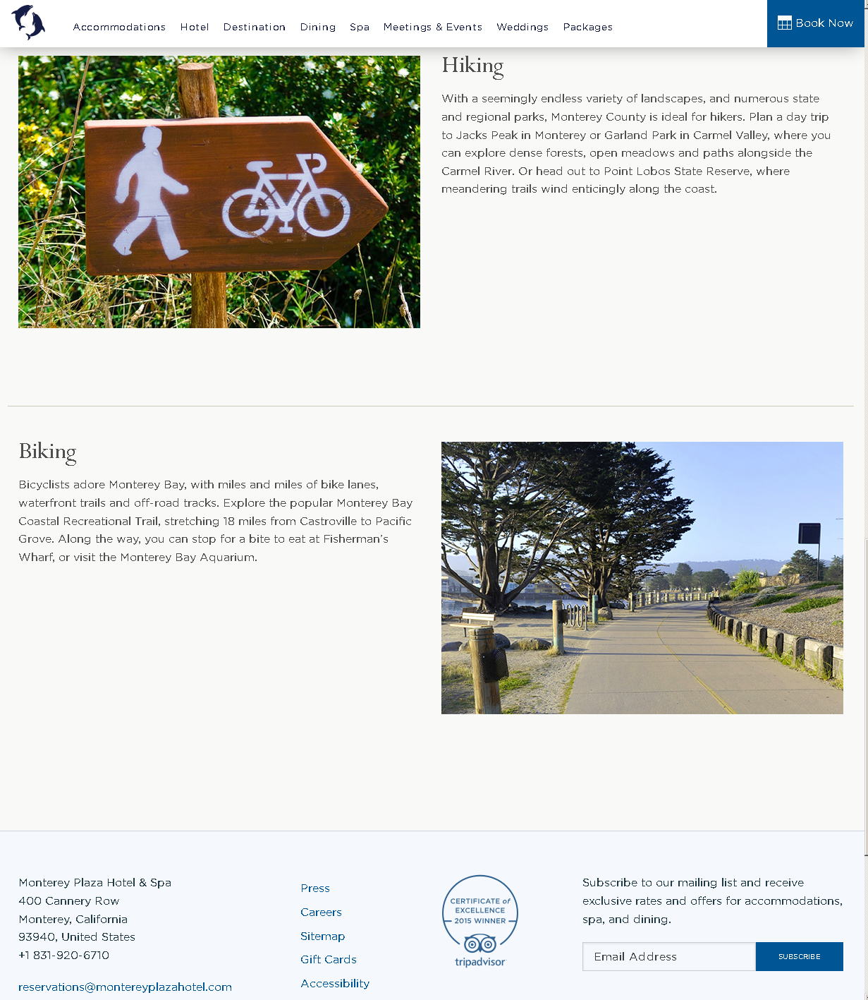 Accommodations Hotel Destination Dining Spa Meetings & Events Weddings Packages Book Now
Hiking
With a seemingly endless variety of landscapes, and numerous state
and regional parks, Monterey County is ideal for hikers. Plan a day trip
to Jacks Peak in Monterey or Garland Park in Carmel Valley, where you
can explore dense forests, open meadows and paths alongside the
Carmel River. Or head out to Point Lobos State Reserve, where
meandering trails wind enticingly along the coast.
Biking
Bicyclists adore Monterey Bay, with miles and miles of bike lanes,
waterfront trails and off-road tracks. Explore the popular Monterey Bay
Coastal Recreational Trail, stretching 18 miles from Castroville to Pacific
Grove. Along the way, you can stop for a bite to eat at Fisherman’s
Wharf, or visit the Monterey Bay Aquarium.
Monterey Plaza Hotel & Spa
400 Cannery Row
Monterey, California
93940, United States
+1 831-920-6710
reservations@montereyplazahotel.com
Press
Careers
Sitemap
Gift Cards
Accessibility
CERTIFICATE of
EXCELLENCE
2015 WINNER
tripadvisor
Subscribe to our mailing list and receive
exclusive rates and offers for accommodations,
spa, and dining.
Email Address SUBSCRIBE